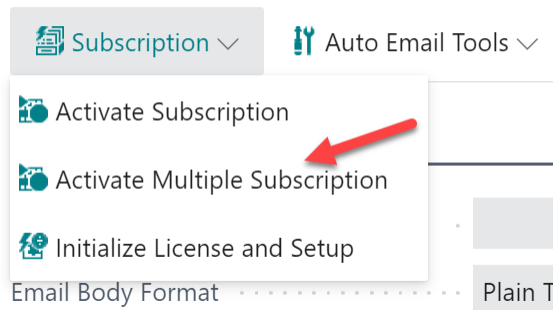 Subscription Auto Email Tools
Activate Subscription
Activate Multiple Subscription
Initialize License and Setup
Email Body Format Plain T